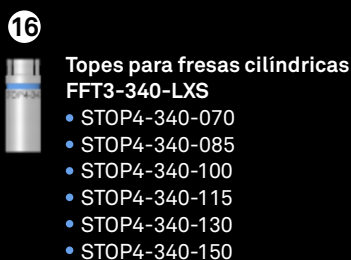 16
Topes para fresas cilíndricas
FFT3-340-LXS
• STOP4-340-070
• STOP4-340-085
• STOP4-340-100
• STOP4-340-115
• STOP4-340-130
• STOP4-340-150